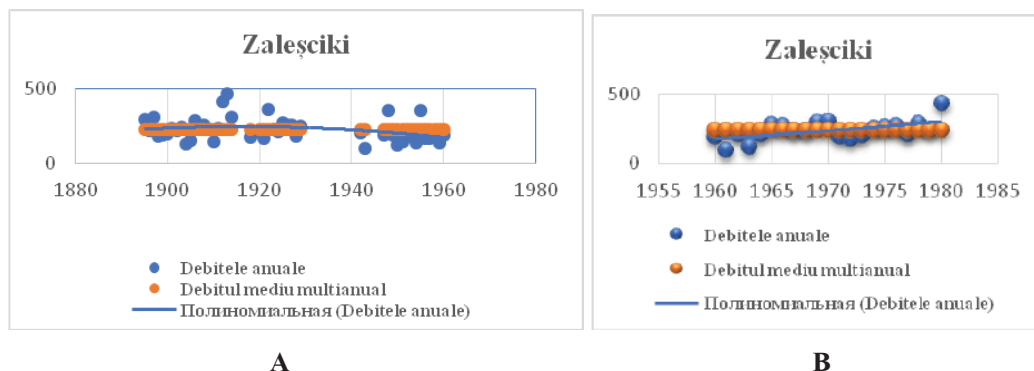 Zaleșciki
500
0
1880 1900 1920 1940 1960 1980
Debitele anuale
Debitul mediu multianual
Полиномиальная (Debitele anuale)
A
Zaleșciki
500
0
1955 1960 1965 1970 1975 1980 1985
Debitele anuale
Debitul mediu multianual
Полиномиальная (Debitele anuale)
B